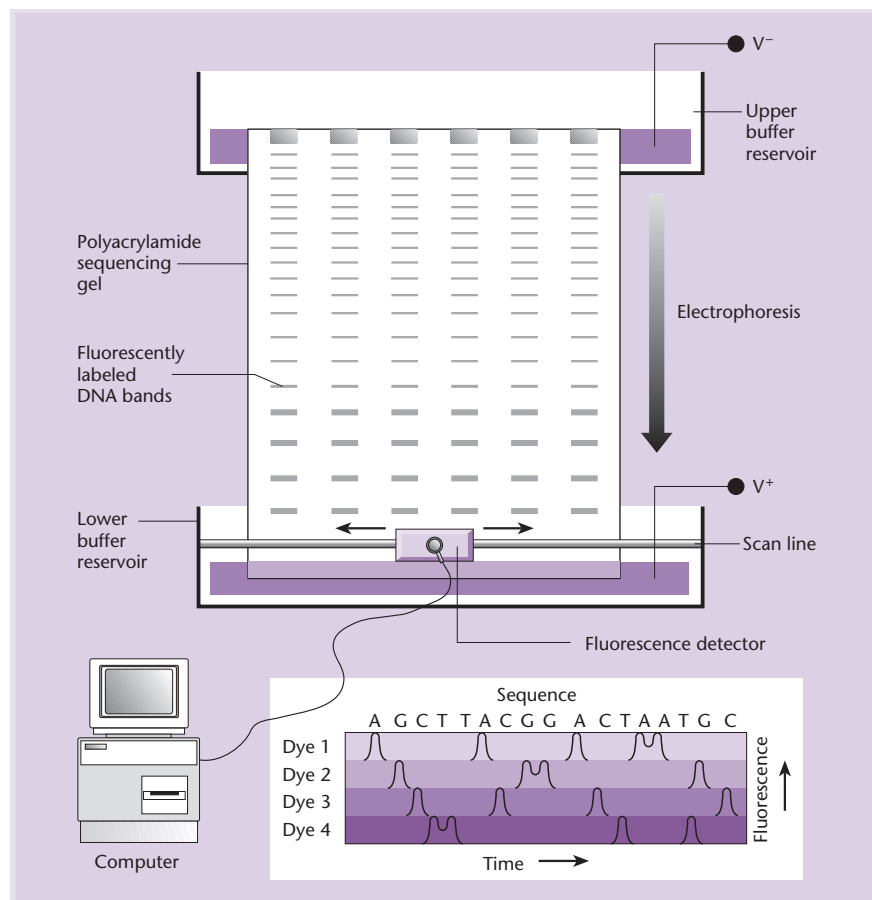 V⁻
Upper
buffer
reservoir
Polyacrylamide
sequencing
gel
Electrophoresis
Fluorescently
labeled
DNA bands
V⁺
Lower
buffer
reservoir
Scan line
Fluorescence detector
Sequence
A G C T T A C G G A C T A A T G C
Dye 1
Dye 2
Dye 3
Dye 4
Fluorescence
Time
Computer